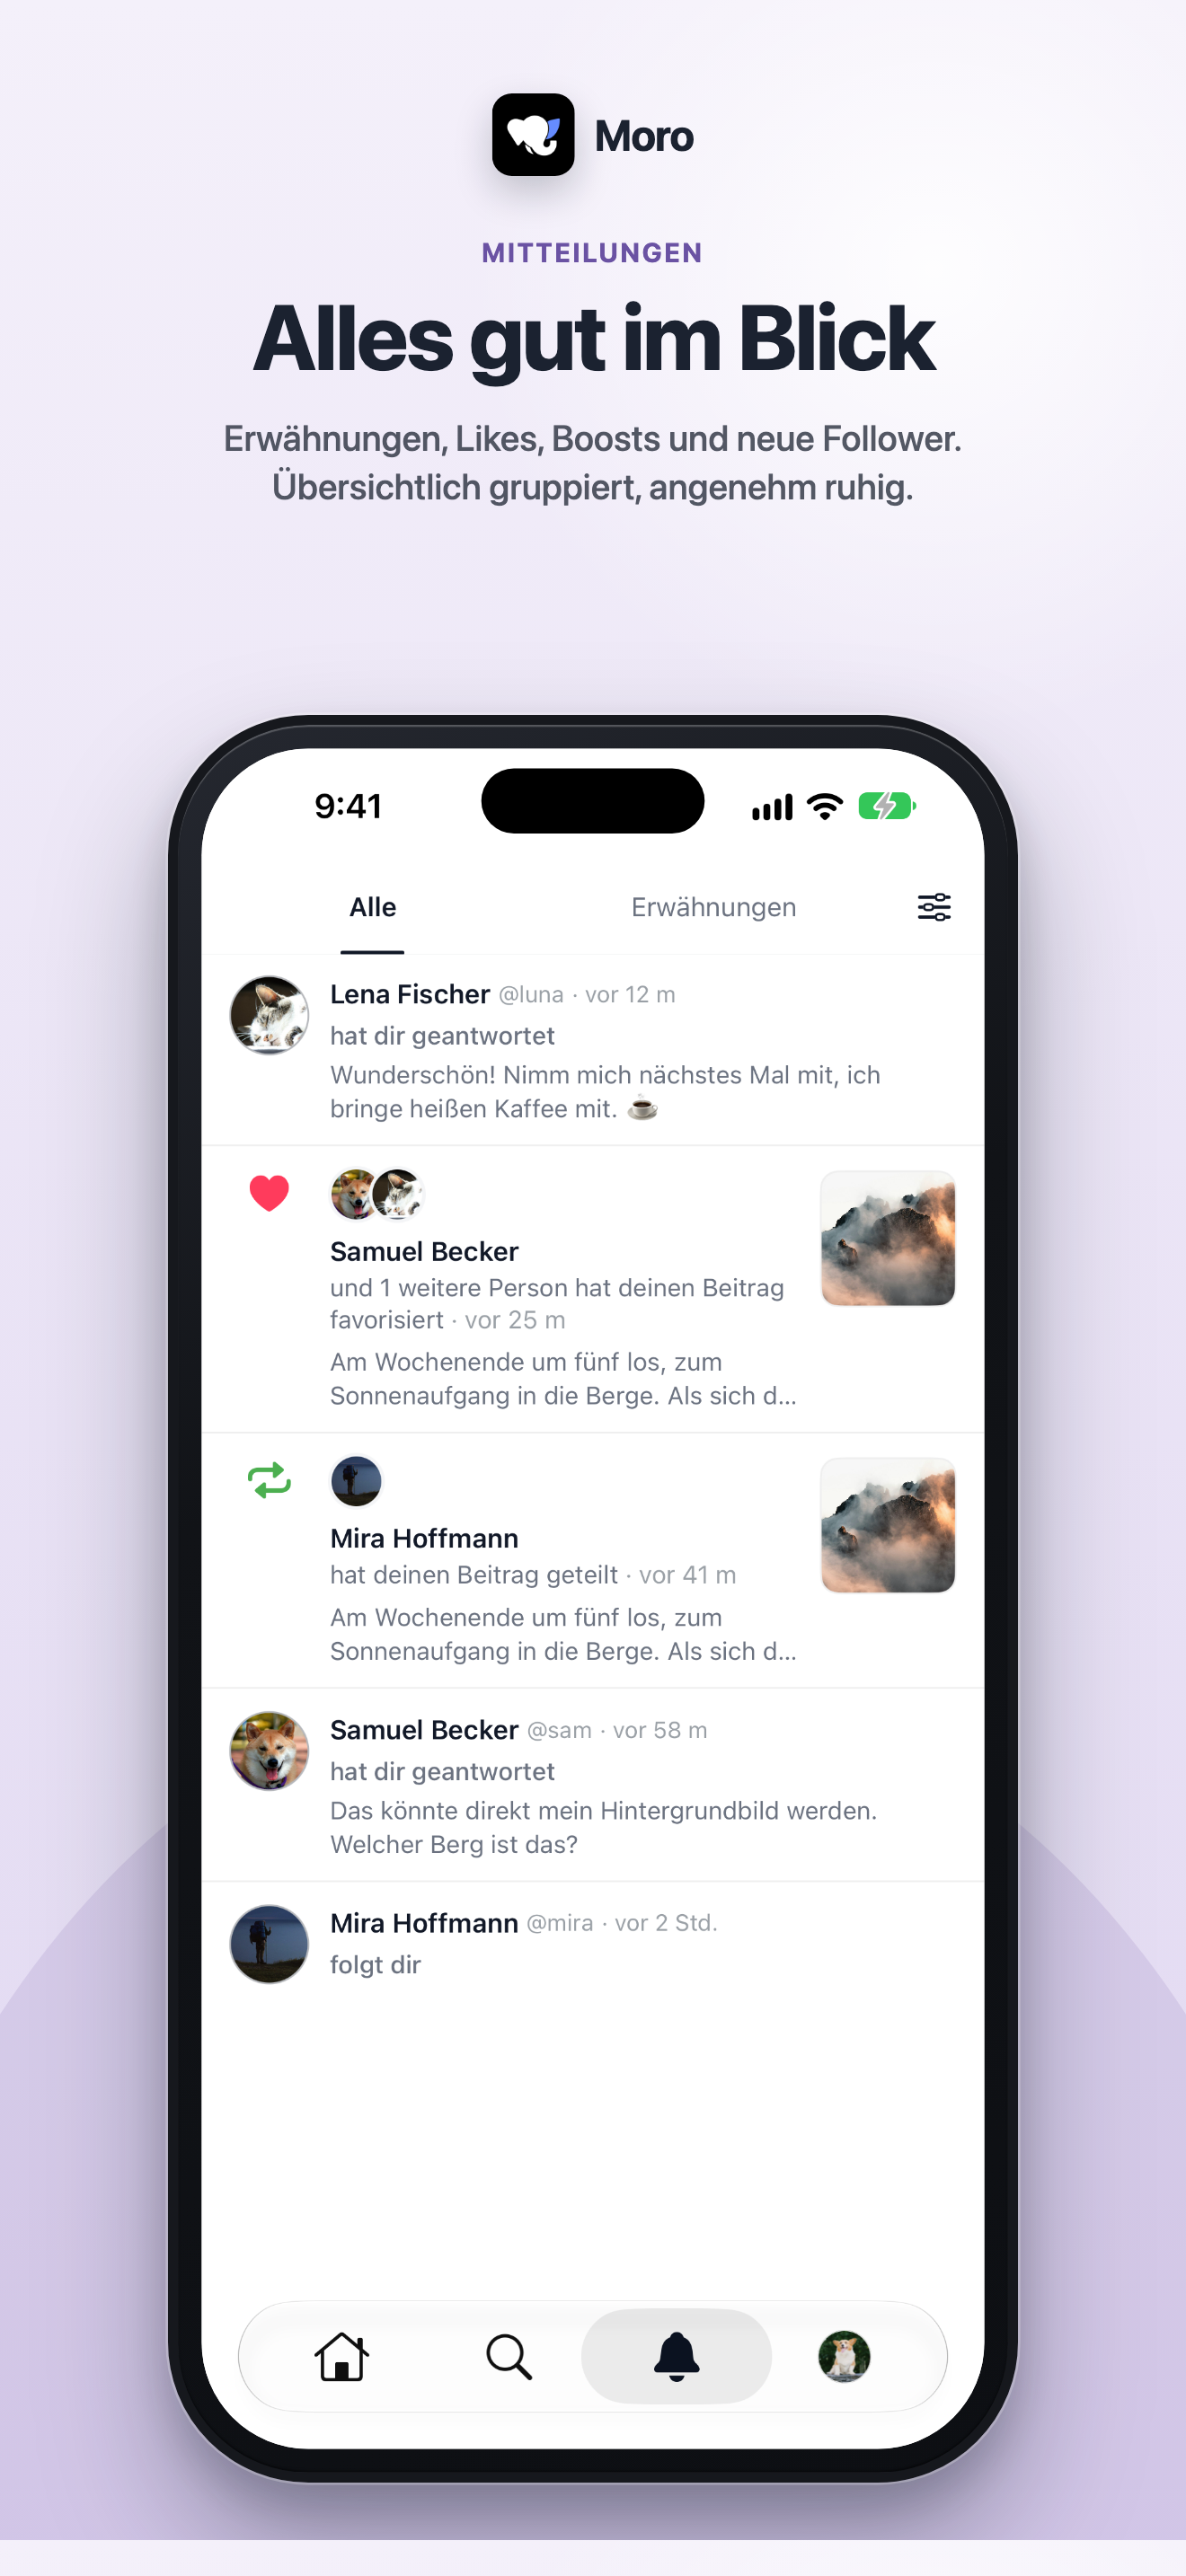 Moro
MITTEILUNGEN
Alles gut im Blick
Erwähnungen, Likes, Boosts und neue Follower.
Übersichtlich gruppiert, angenehm ruhig.
9:41
Alle
Erwähnungen
Lena Fischer @luna · vor 12 m
hat dir geantwortet
Wunderschön! Nimm mich nächstes Mal mit, ich
bringe heißen Kaffee mit. ☕
Samuel Becker
und 1 weitere Person hat deinen Beitrag
favorisiert · vor 25 m
Am Wochenende um fünf los, zum
Sonnenaufgang in die Berge. Als sich d...
Mira Hoffmann
hat deinen Beitrag geteilt · vor 41 m
Am Wochenende um fünf los, zum
Sonnenaufgang in die Berge. Als sich d...
Samuel Becker @sam · vor 58 m
hat dir geantwortet
Das könnte direkt mein Hintergrundbild werden.
Welcher Berg ist das?
Mira Hoffmann @mira · vor 2 Std.
folgt dir